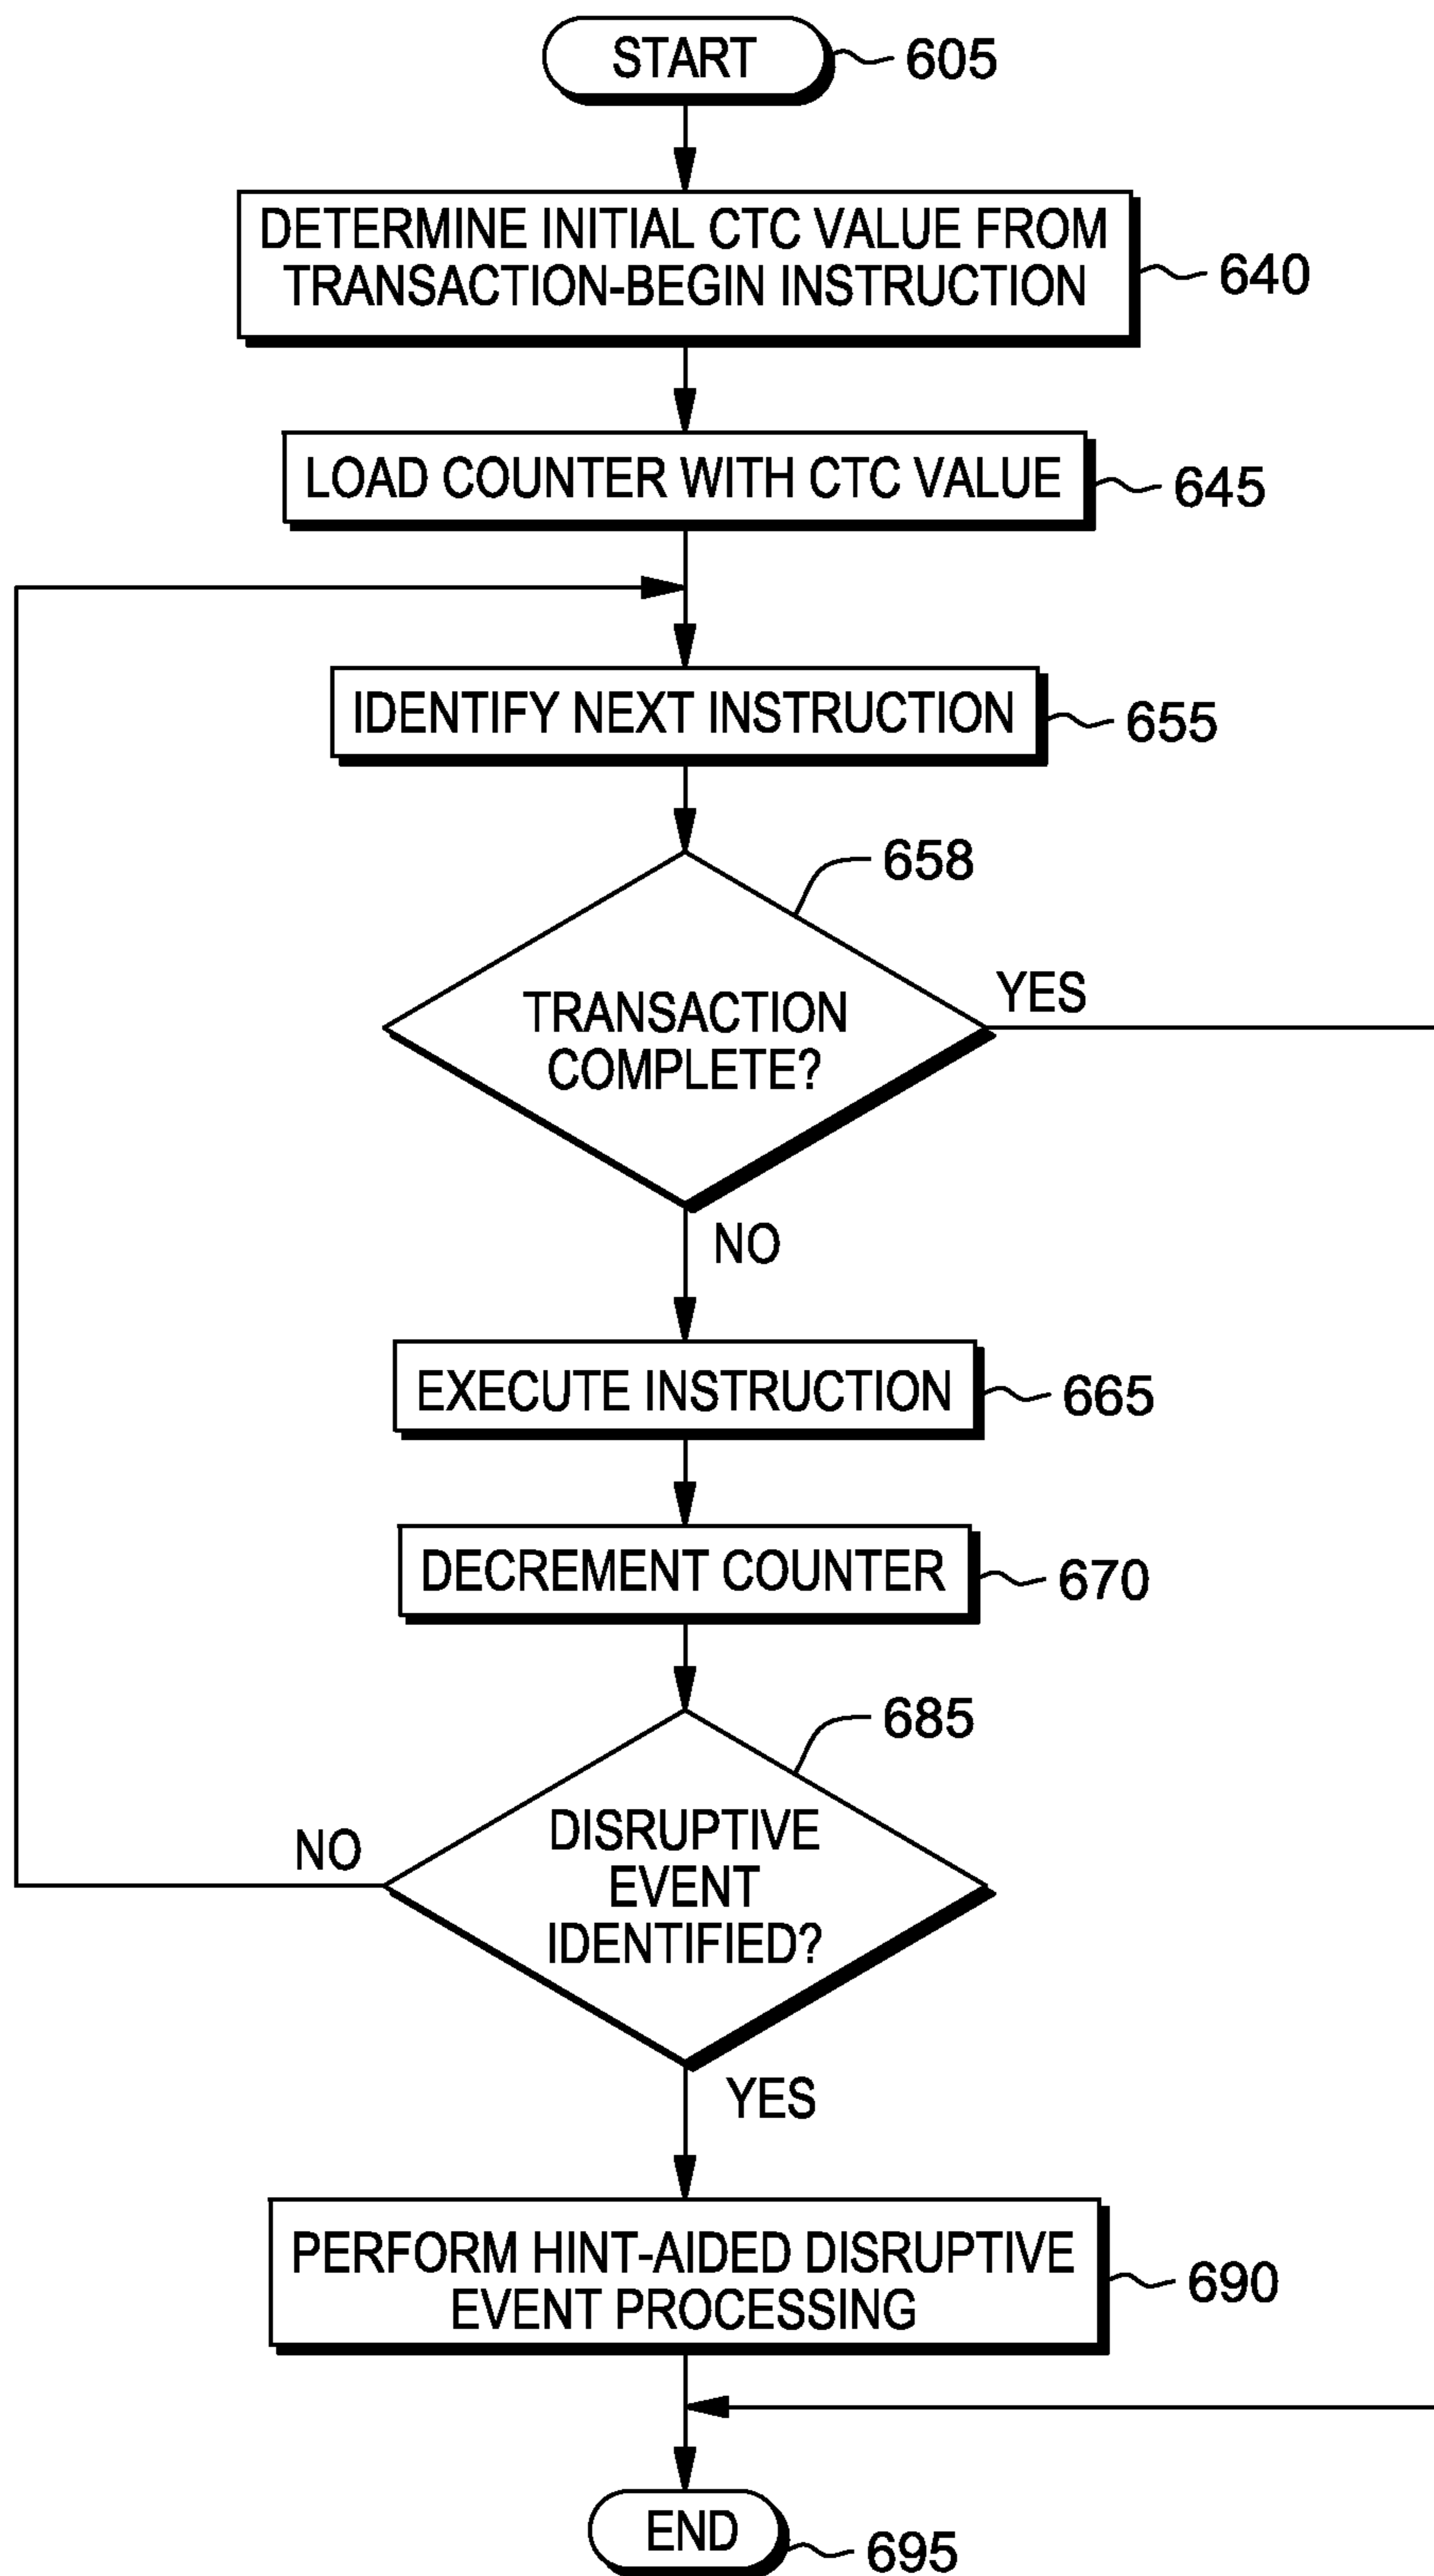 START
605
DETERMINE INITIAL CTC VALUE FROM
TRANSACTION-BEGIN INSTRUCTION
640
LOAD COUNTER WITH CTC VALUE
645
IDENTIFY NEXT INSTRUCTION
655
658
TRANSACTION
COMPLETE?
YES
NO
EXECUTE INSTRUCTION
665
DECREMENT COUNTER
670
685
DISRUPTIVE
EVENT
IDENTIFIED?
NO
YES
PERFORM HINT-AIDED DISRUPTIVE
EVENT PROCESSING
690
END
695